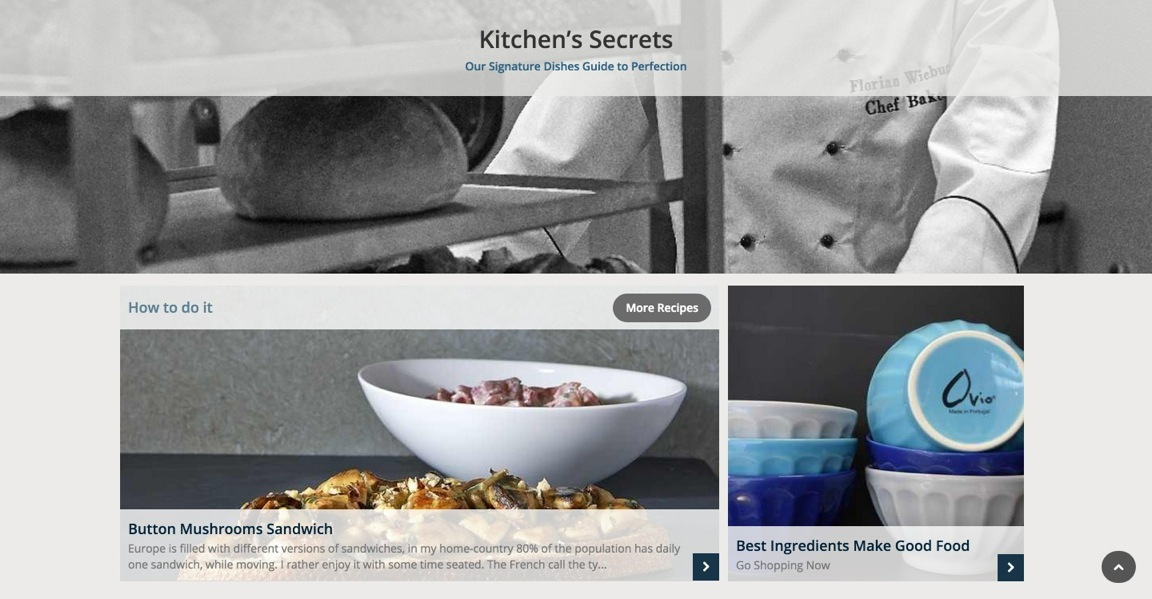 Kitchen’s Secrets
Our Signature Dishes Guide to Perfection
Florian Wiebus
Chef Bake
How to do it
More Recipes
Ovio
Made in Portugal
Button Mushrooms Sandwich
Europe is filled with different versions of sandwiches, in my home-country 80% of the population has daily
one sandwich, while moving. I rather enjoy it with some time seated. The French call the ty...
Best Ingredients Make Good Food
Go Shopping Now